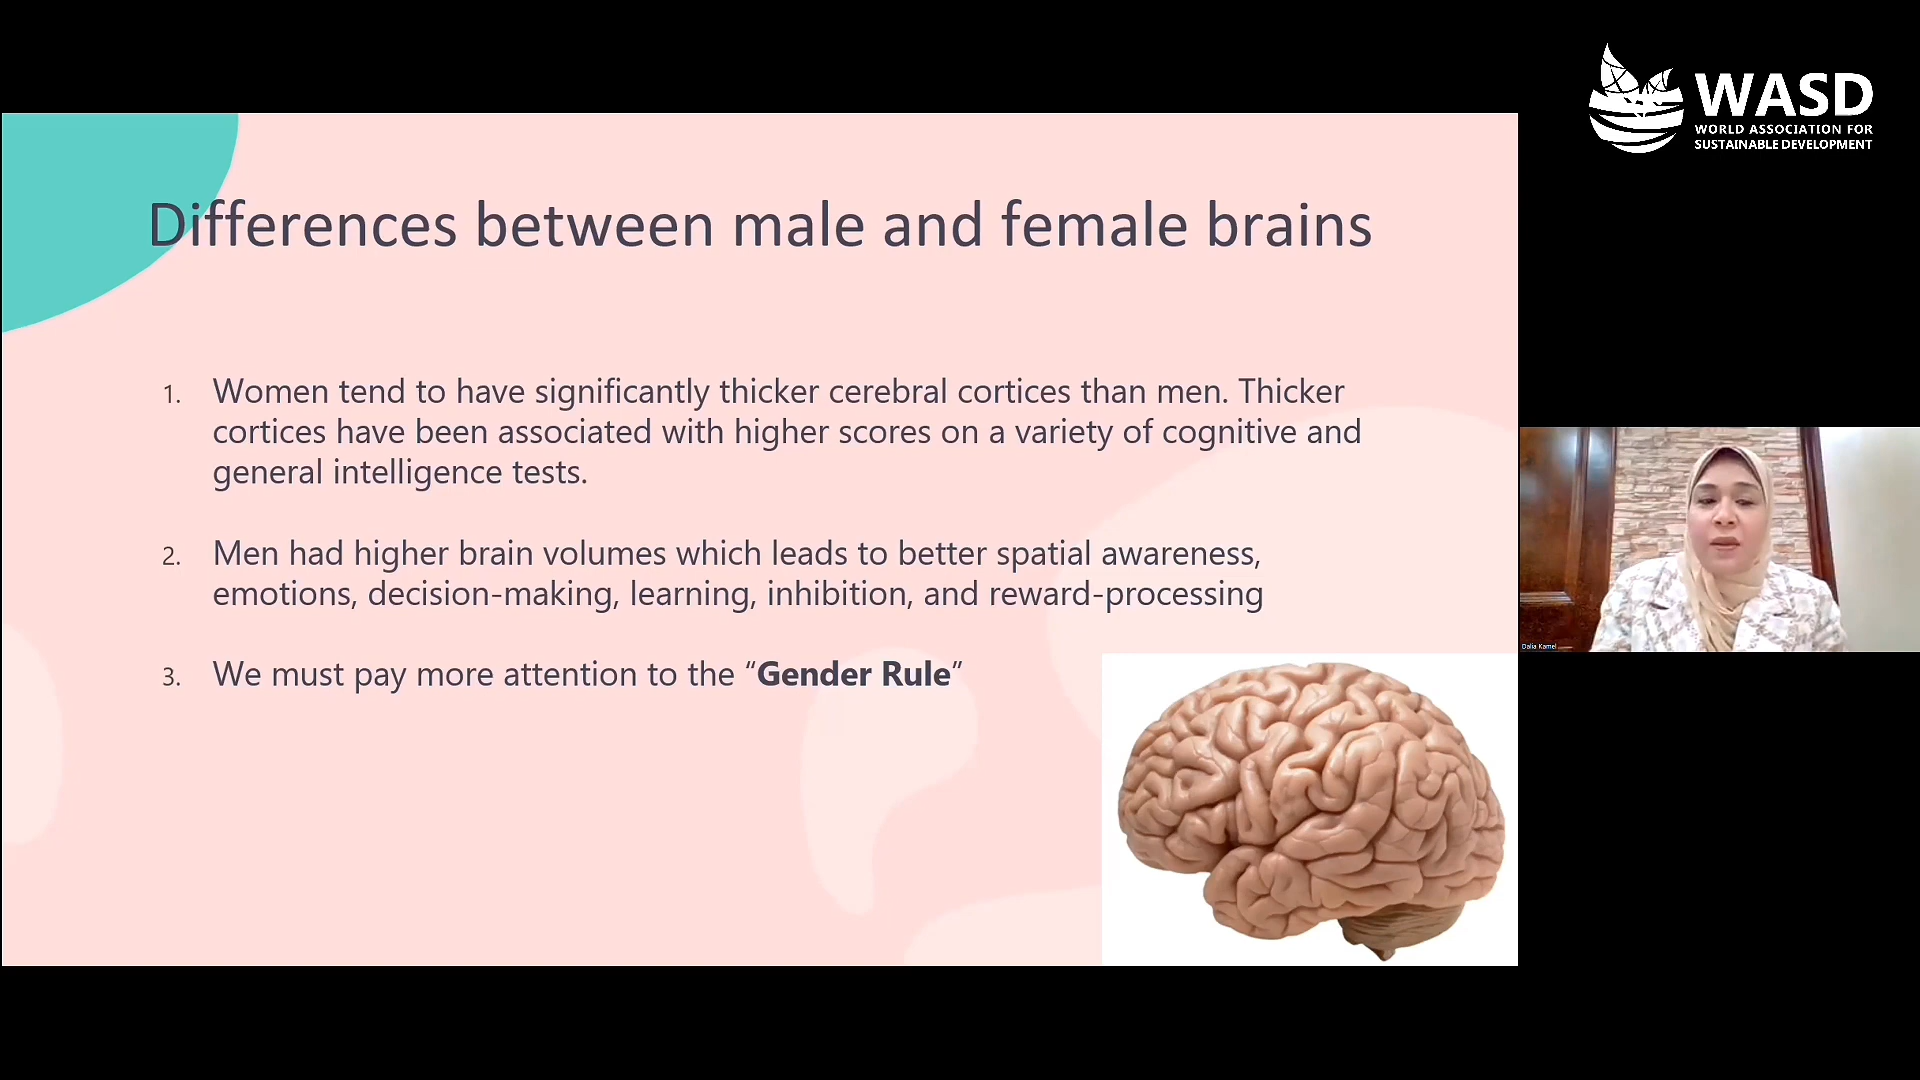 WASD
WORLD ASSOCIATION FOR
SUSTAINABLE DEVELOPMENT
Differences between male and female brains
1. Women tend to have significantly thicker cerebral cortices than men. Thicker
cortices have been associated with higher scores on a variety of cognitive and
general intelligence tests.
2. Men had higher brain volumes which leads to better spatial awareness,
emotions, decision-making, learning, inhibition, and reward-processing
3. We must pay more attention to the “Gender Rule”
Dalia Kamel